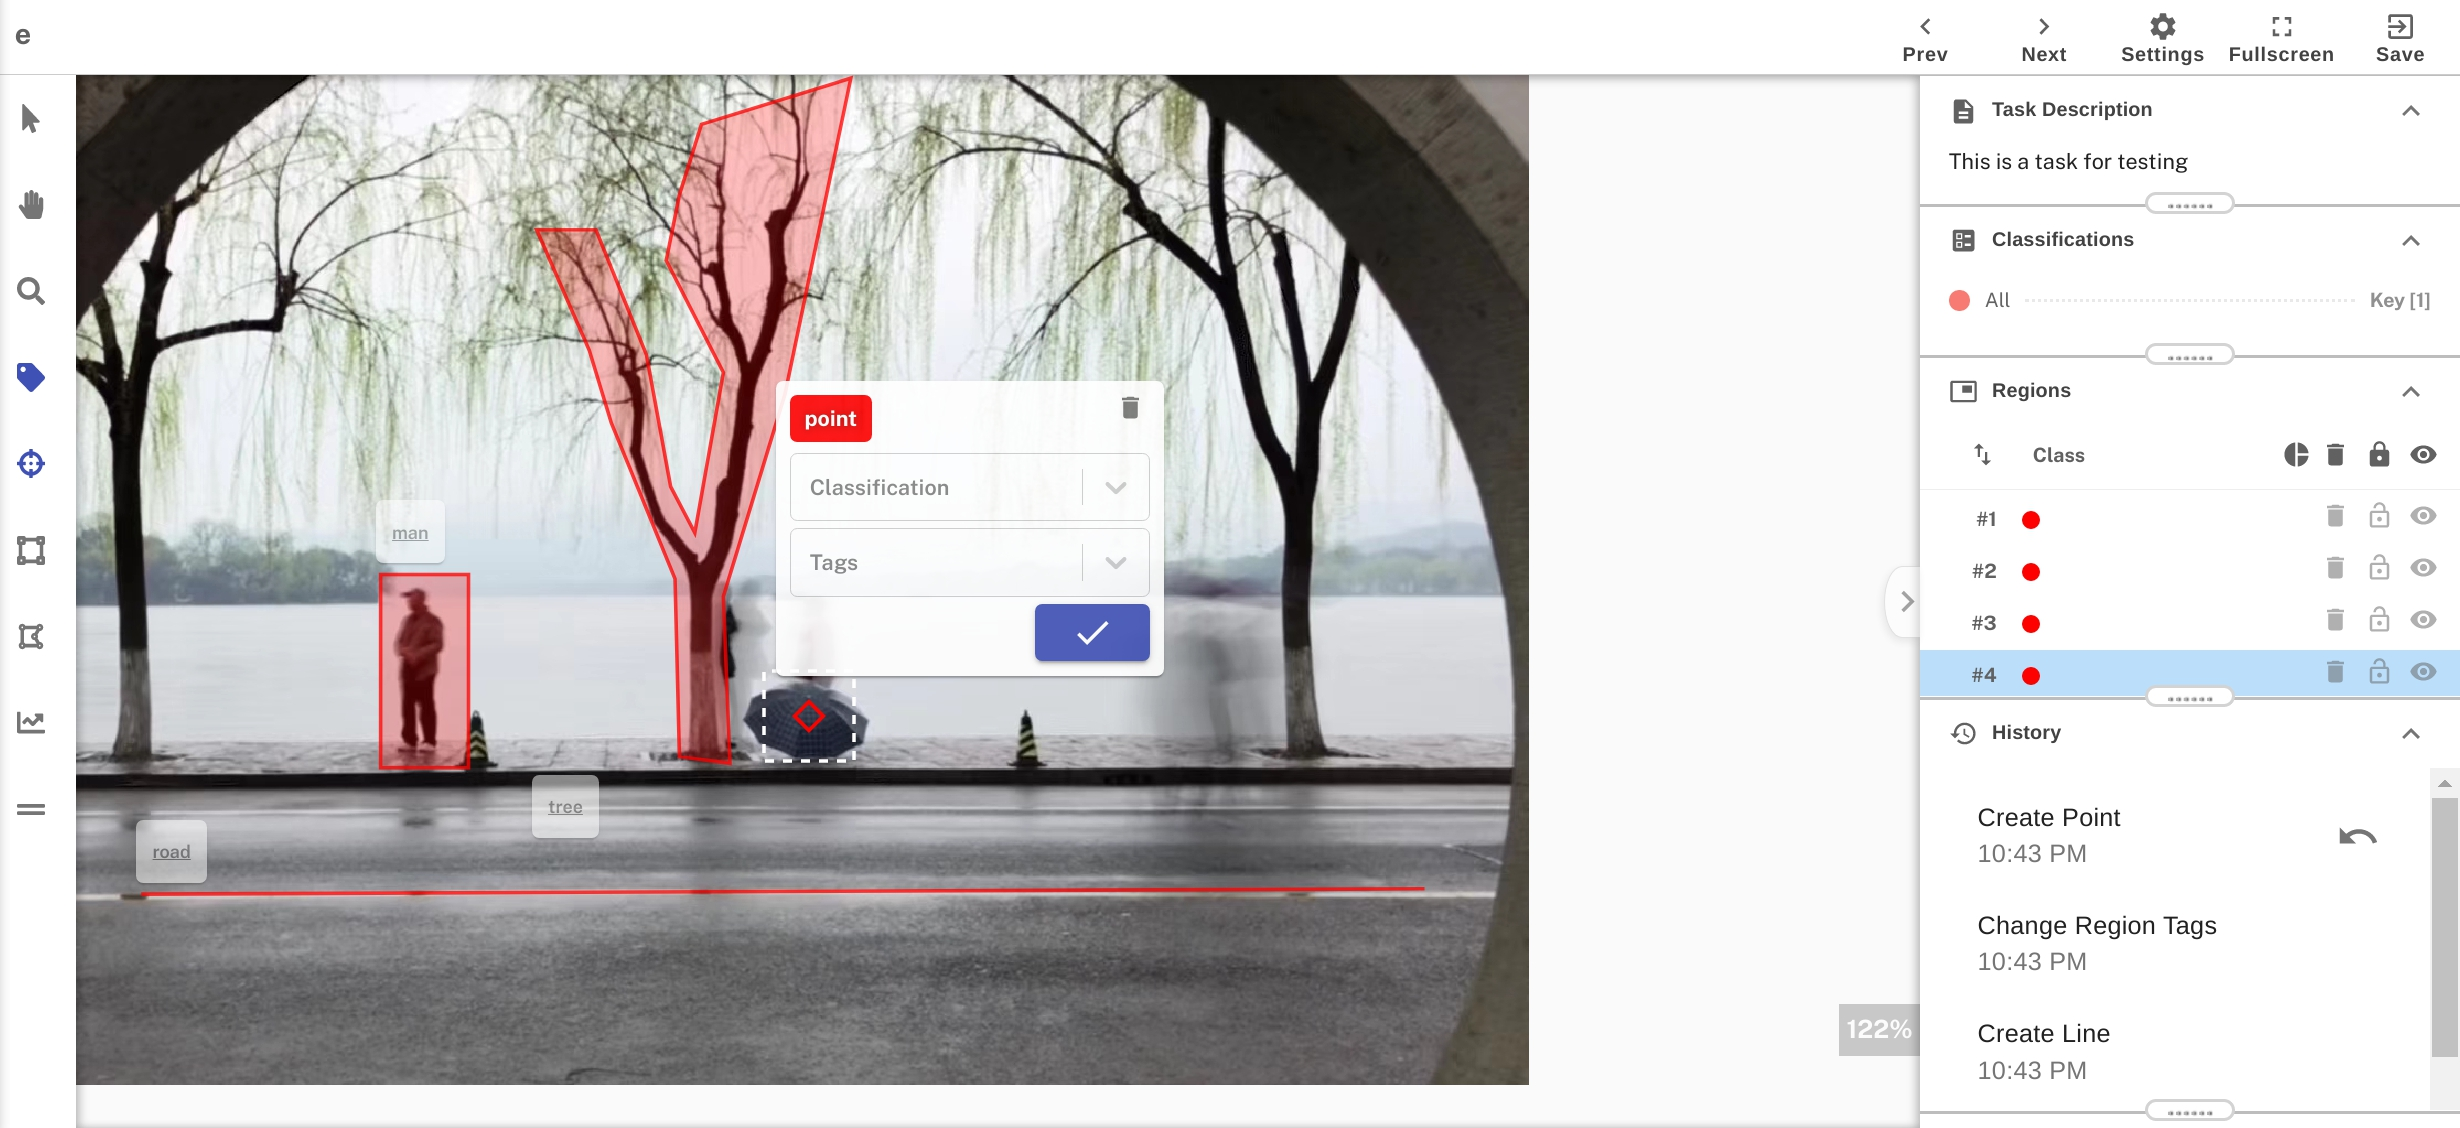 e
Prev
Next
Settings
Fullscreen
Save
Task Description
This is a task for testing
Classifications
All
Key [1]
Regions
Class
#1
#2
#3
#4
History
Create Point
10:43 PM
Change Region Tags
10:43 PM
Create Line
10:43 PM
point
Classification
Tags
man
tree
road
122%